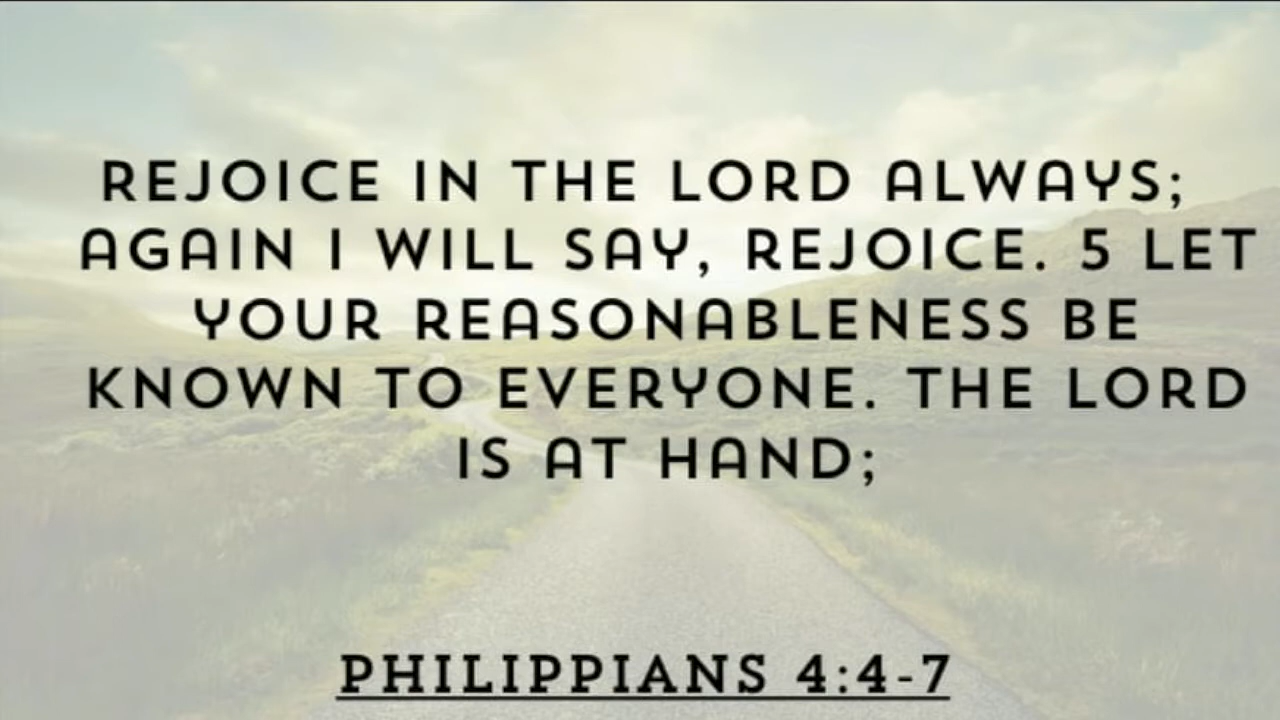 REJOICE IN THE LORD ALWAYS;
AGAIN I WILL SAY, REJOICE. 5 LET
YOUR REASONABLENESS BE
KNOWN TO EVERYONE. THE LORD
IS AT HAND;
PHILIPPIANS 4:4-7